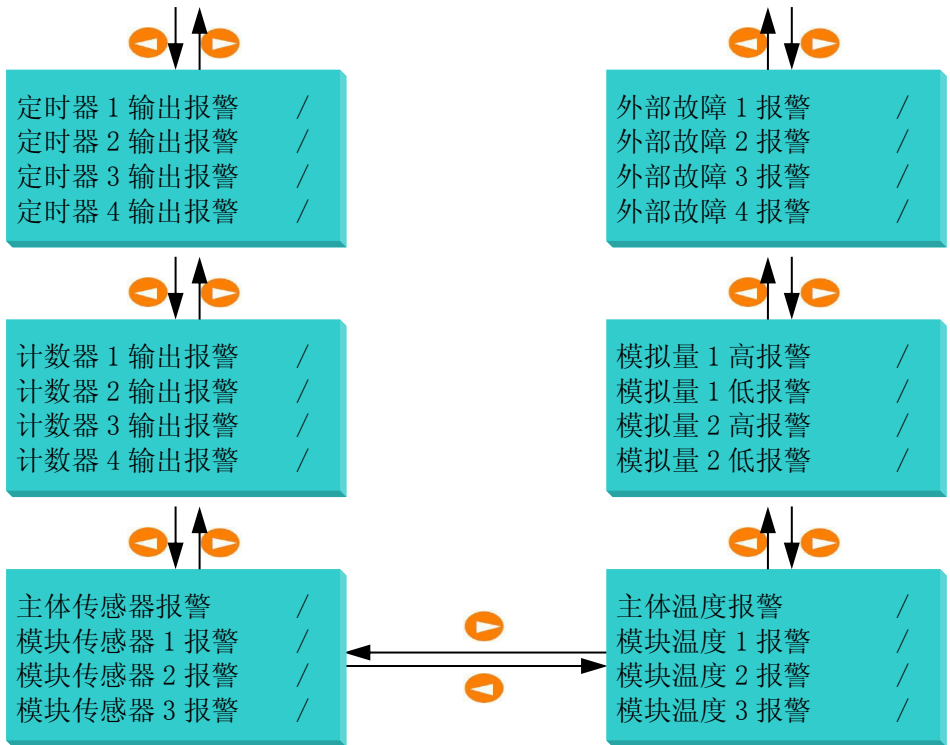 定时器 1 输出报警 /
定时器 2 输出报警 /
定时器 3 输出报警 /
定时器 4 输出报警 /
外部故障 1 报警 /
外部故障 2 报警 /
外部故障 3 报警 /
外部故障 4 报警 /
计数器 1 输出报警 /
计数器 2 输出报警 /
计数器 3 输出报警 /
计数器 4 输出报警 /
模拟量 1 高报警 /
模拟量 1 低报警 /
模拟量 2 高报警 /
模拟量 2 低报警 /
主体传感器报警 /
模块传感器 1 报警 /
模块传感器 2 报警 /
模块传感器 3 报警 /
主体温度报警 /
模块温度 1 报警 /
模块温度 2 报警 /
模块温度 3 报警 /